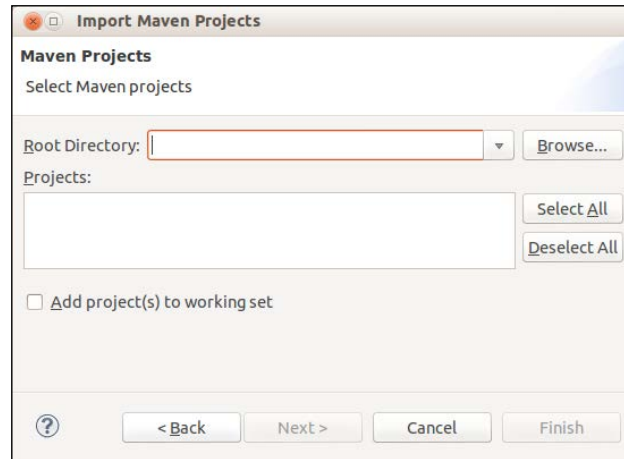 Import Maven Projects
Maven Projects
Select Maven projects
Root Directory:
Browse...
Projects:
Select All
Deselect All
Add project(s) to working set
?
< Back
Next >
Cancel
Finish